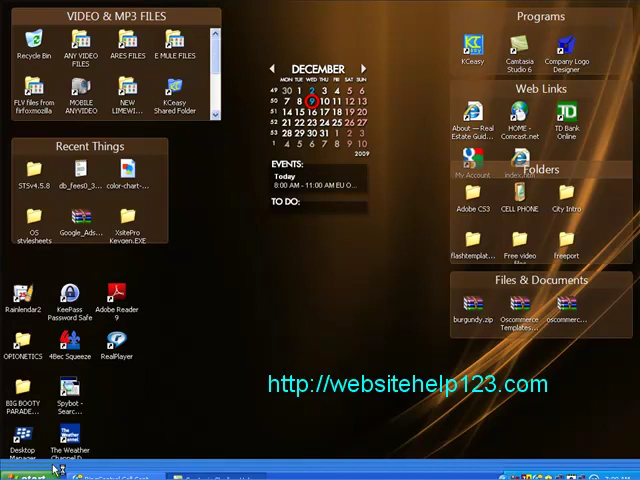 VIDEO & MP3 FILES
Recycle Bin
ANY VIDEO FILES
ARES FILES
E MULE FILES
FLV files from firfoxmozilla
MOBILE ANYVIDEO
NEW LIMEWI...
KCeasy Shared Folder
Recent Things
STSv4.5.8
db_fees0_3...
color-chart-...
OS stylesheets
Google_Ads...
XsitePro Keygen.EXE
Rainlendar2
KeePass Password Safe
Adobe Reader 9
OPIONETICS
4Bec Squeeze
RealPlayer
BIG BOOTY PARADE...
Spybot - Search...
Desktop Manager
The Weather Channel D...
DECEMBER
MON TUE WED THU FRI SAT SUN
49 30 1 2 3 4 5 6
50 7 8 9 10 11 12 13
51 14 15 16 17 18 19 20
52 21 22 23 24 25 26 27
53 28 29 30 31 1 2 3
1 4 5 6 7 8 9 10
2009
EVENTS:
Today
8:00 AM - 11:00 AM EU O...
TO DO:
Programs
KCeasy
Camtasia Studio 6
Company Logo Designer
Web Links
About — Real Estate Guid...
HOME - Comcast.net
TD Bank Online
My Account
index.htm
Folders
Adobe CS3
CELL PHONE
City Intro
flashtemplat...
Free video files
freeport
Files & Documents
burgundy.zip
Oscommerce Templates...
oscommerc...
http://websitehelp123.com
start